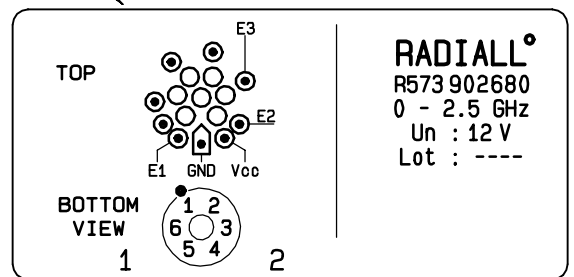 E3
TOP
E2
E1 GND Vcc
BOTTOM
VIEW
1 2
6 3
5 4
1 2
RADIALL°
R573 902680
0 - 2.5 GHz
Un : 12 V
Lot : ----